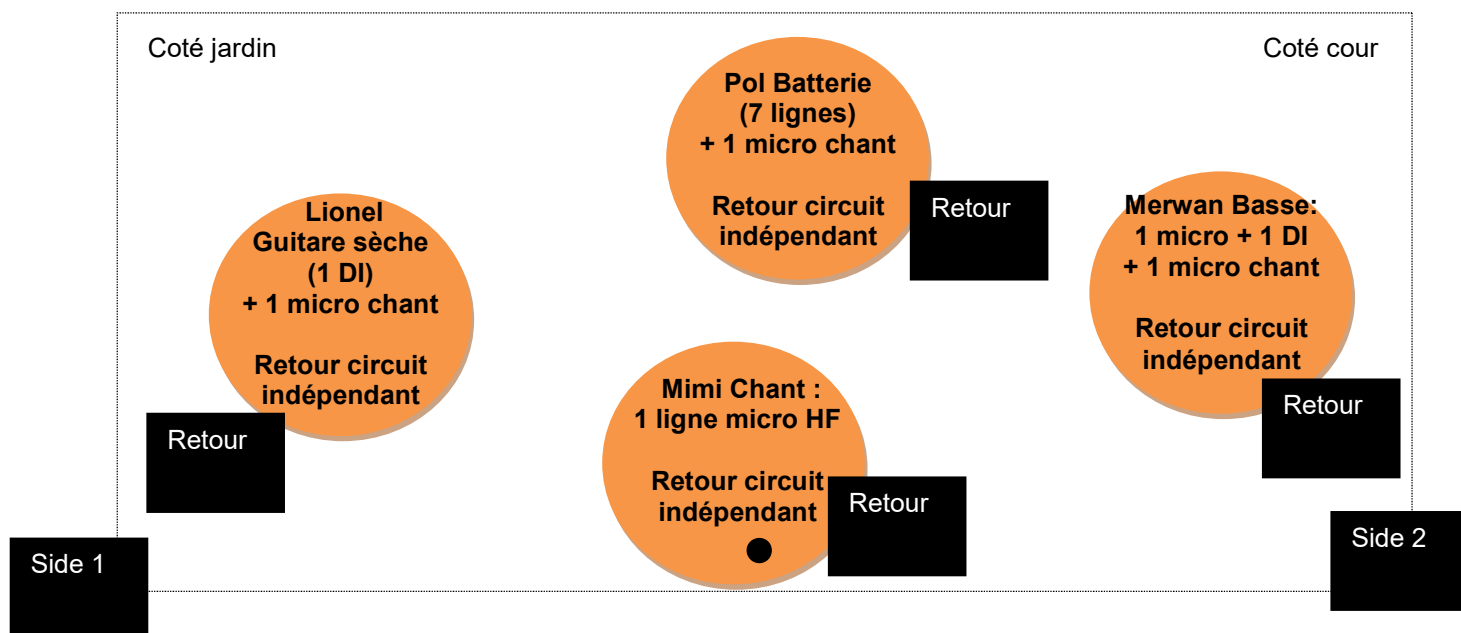 Coté jardin
Coté cour
Pol Batterie
(7 lignes)
+ 1 micro chant
Retour circuit
indépendant
Retour
Lionel
Guitare sèche
(1 DI)
+ 1 micro chant
Retour circuit
indépendant
Retour
Merwan Basse:
1 micro + 1 DI
+ 1 micro chant
Retour circuit
indépendant
Retour
Mimi Chant :
1 ligne micro HF
Retour circuit
indépendant
Retour
Side 1
Side 2